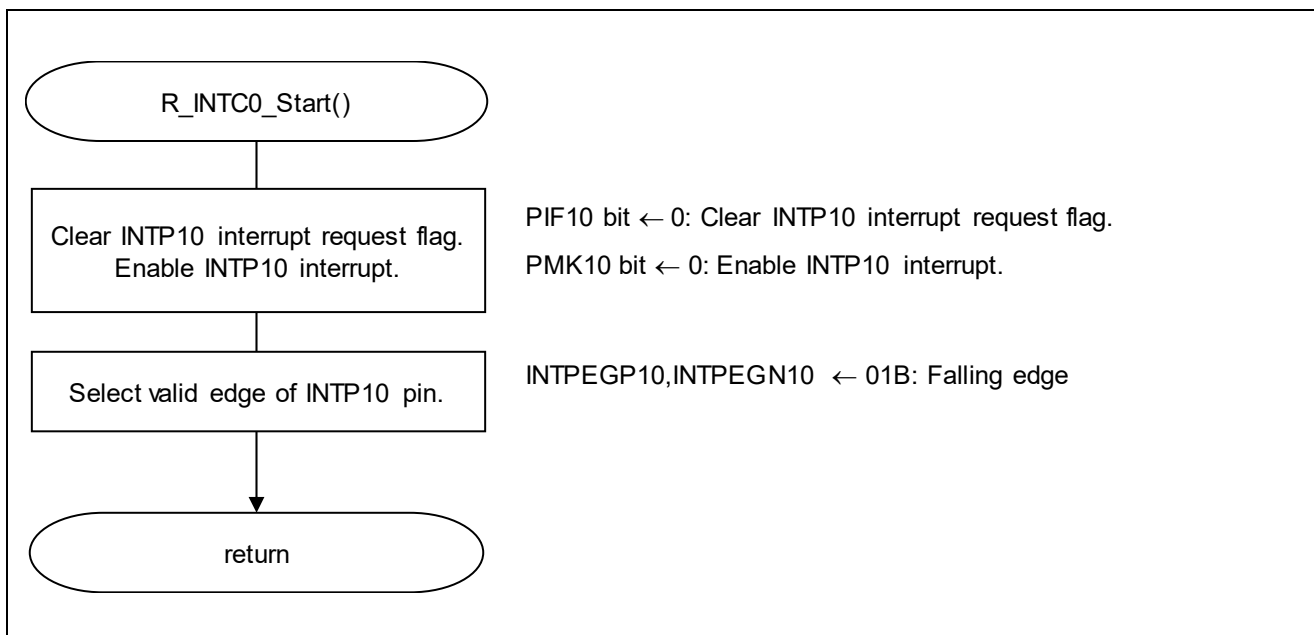 R_INTC0_Start()
Clear INTP10 interrupt request flag.
Enable INTP10 interrupt.
PIF10 bit ← 0: Clear INTP10 interrupt request flag.
PMK10 bit ← 0: Enable INTP10 interrupt.
Select valid edge of INTP10 pin.
INTPEGP10,INTPEGN10 ← 01B: Falling edge
return